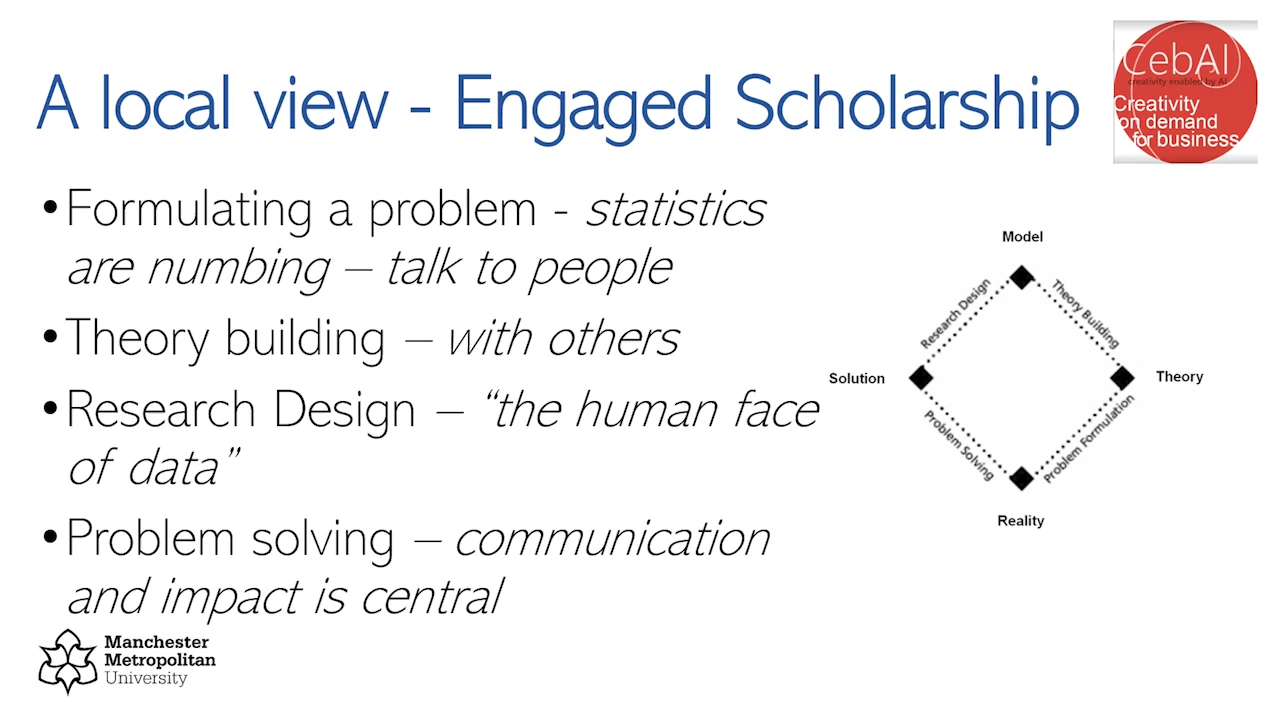 A local view - Engaged Scholarship
CebAI
creativity enabled by AI
Creativity
on demand
for business
•Formulating a problem - statistics
are numbing – talk to people
•Theory building – with others
•Research Design – “the human face
of data”
•Problem solving – communication
and impact is central
Model
Research Design
Theory Building
Solution
Theory
Problem Solving
Problem Formulation
Reality
Manchester
Metropolitan
University